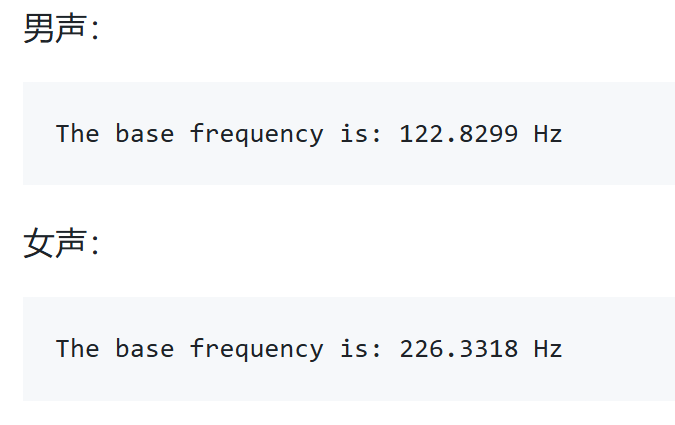 男声：
The base frequency is: 122.8299 Hz
女声：
The base frequency is: 226.3318 Hz